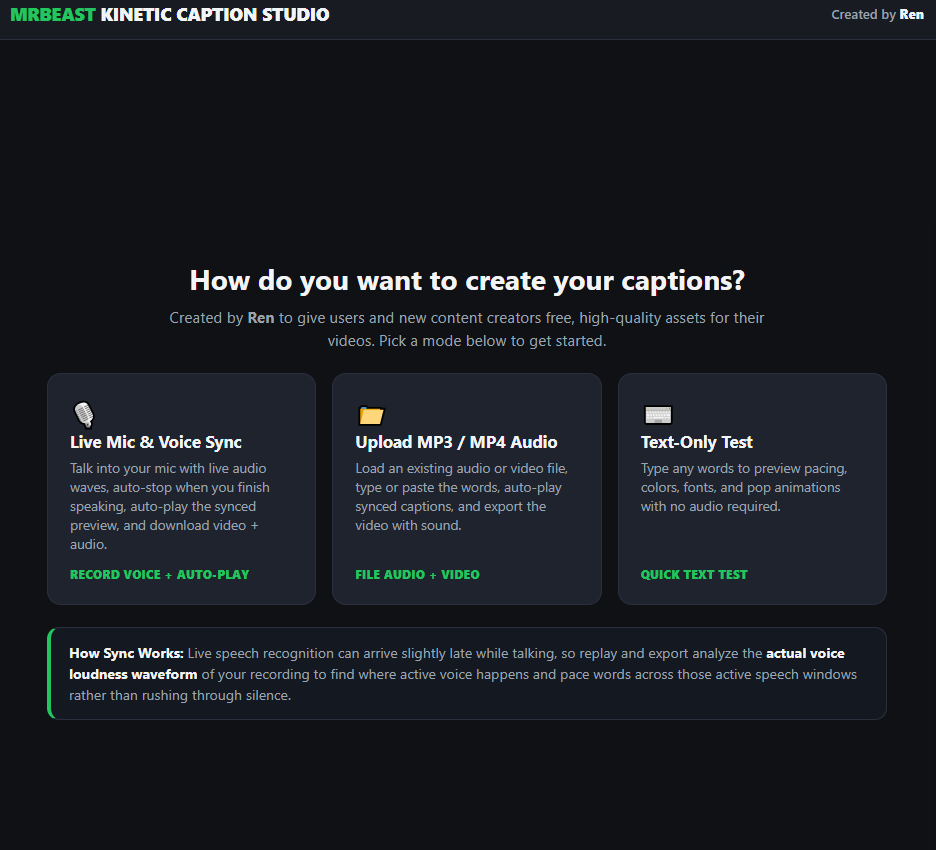 MRBEAST KINETIC CAPTION STUDIO
Created by Ren
How do you want to create your captions?
Created by Ren to give users and new content creators free, high-quality assets for their
videos. Pick a mode below to get started.
Live Mic & Voice Sync
Talk into your mic with live audio
waves, auto-stop when you finish
speaking, auto-play the synced
preview, and download video +
audio.
RECORD VOICE + AUTO-PLAY
Upload MP3 / MP4 Audio
Load an existing audio or video file,
type or paste the words, auto-play
synced captions, and export the
video with sound.
FILE AUDIO + VIDEO
Text-Only Test
Type any words to preview pacing,
colors, fonts, and pop animations
with no audio required.
QUICK TEXT TEST
How Sync Works: Live speech recognition can arrive slightly late while talking, so replay and export analyze the actual voice
loudness waveform of your recording to find where active voice happens and pace words across those active speech windows
rather than rushing through silence.